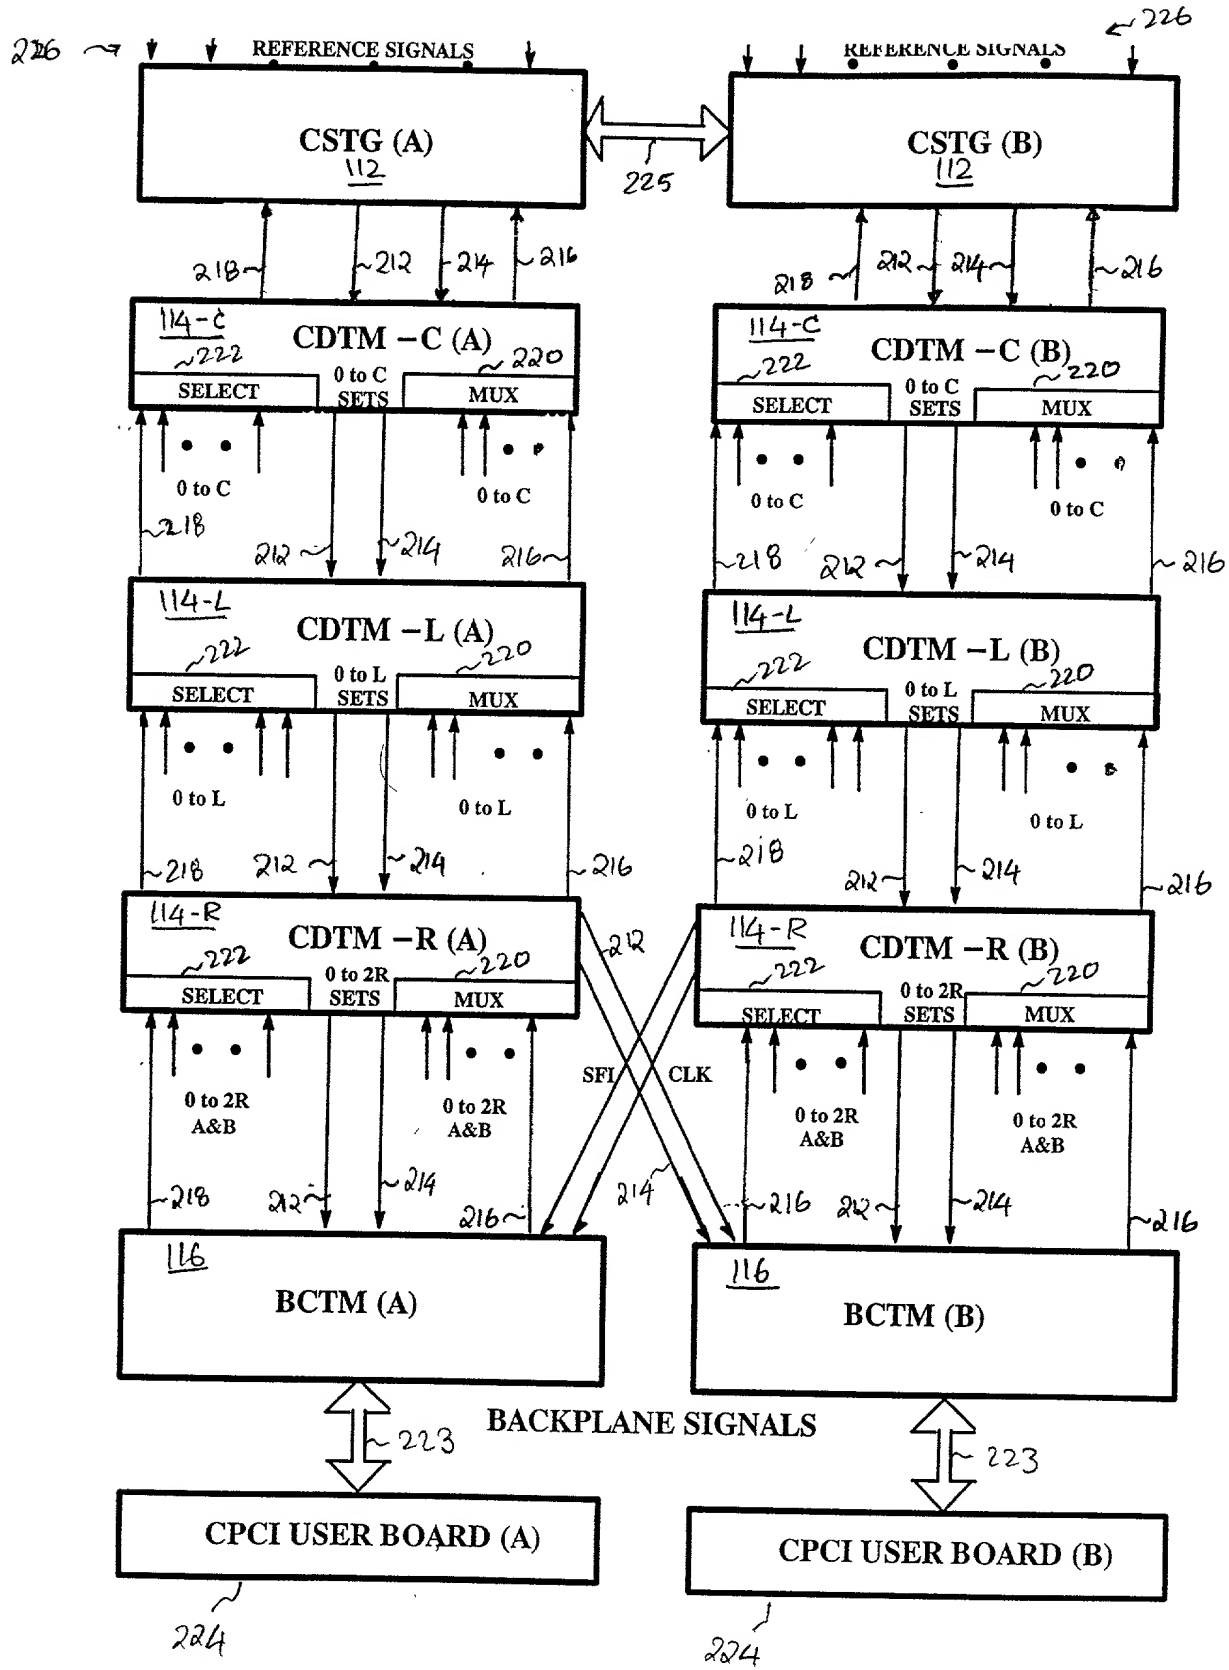 226
REFERENCE SIGNALS
226
REFERENCE SIGNALS
CSTG (A)
112
225
CSTG (B)
112
218 212 214 216
218 212 214 216
114-C
CDTM – C (A)
222
220
SELECT
0 to C
SETS
MUX
114-C
CDTM – C (B)
222
220
SELECT
0 to C
SETS
MUX
0 to C
0 to C
0 to C
0 to C
218 212 214 216
218 212 214 216
114-L
CDTM – L (A)
222
220
SELECT
0 to L
SETS
MUX
114-L
CDTM – L (B)
222
220
SELECT
0 to L
SETS
MUX
0 to L
0 to L
0 to L
0 to L
218 212 214 216
218 212 214 216
114-R
CDTM – R (A)
222
220
SELECT
0 to 2R
SETS
MUX
212
114-R
CDTM – R (B)
222
220
SELECT
0 to 2R
SETS
MUX
SFI
CLK
0 to 2R
A&B
0 to 2R
A&B
0 to 2R
A&B
0 to 2R
A&B
218 212 214 216
214
216 212 214 216
116
BCTM (A)
116
BCTM (B)
BACKPLANE SIGNALS
223
223
CPCI USER BOARD (A)
CPCI USER BOARD (B)
224
224